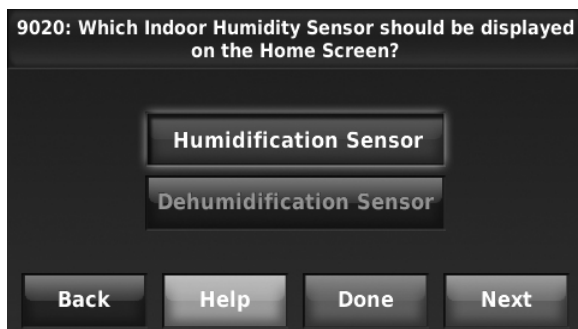 9020: Which Indoor Humidity Sensor should be displayed
on the Home Screen?
Humidification Sensor
Dehumidification Sensor
Back Help Done Next